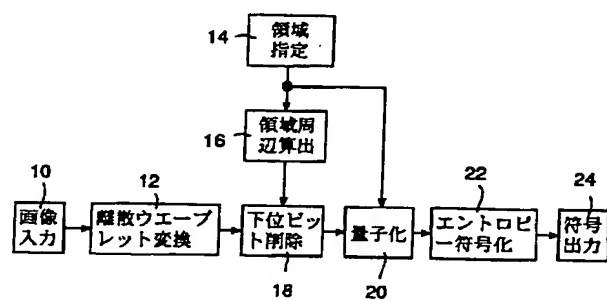 14
領域
指定
16
領域周
辺算出
10
画像
入力
12
離散ウエーブ
レット変換
下位ビッ
ト削除
18
量子化
20
22
エントロピ
ー符号化
24
符号
出力